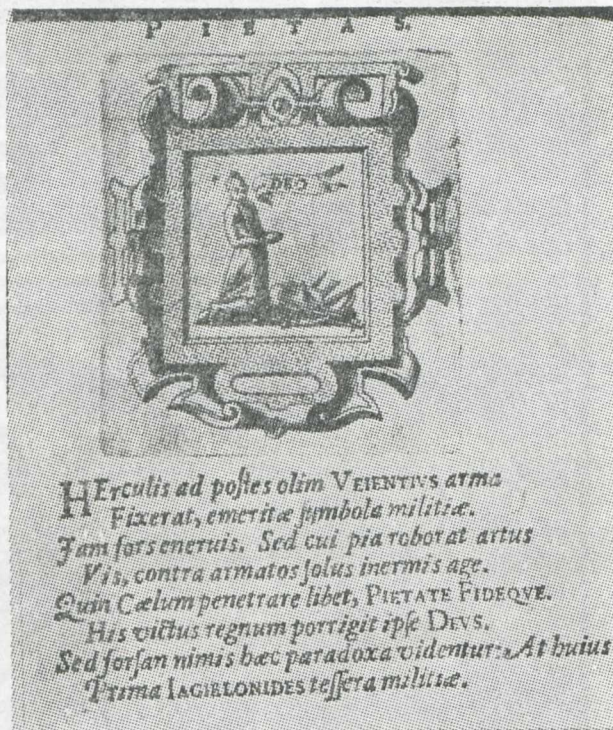 PIETAS.
DEO
HErculis ad poſtes olim VEIENTIVS arma
Fixerat, emeritæ ſymbola militiæ.
Jam fors eneruis. Sed cui pia roborat artus
Vis, contra armatos ſolus inermis age.
Quin Cælum penetrare libet, PIETATE FIDEQVE.
His victus regnum porrigit ipſe DEVS.
Sed forſan nimis hæc paradoxa videntur: At huius
Prima IAGIELONIDES teſſera militiæ.